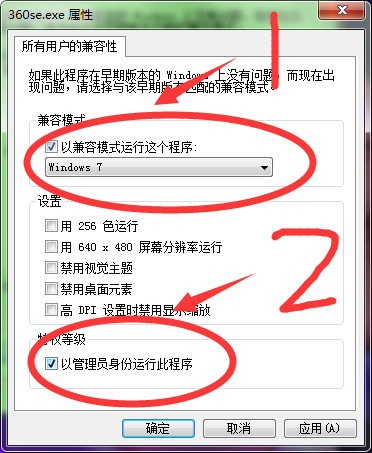 360se.exe 属性
1
所有用户的兼容性
如果此程序在早期版本的 Windows 上没有问题，而现在出
现问题，请选择与该早期版本匹配的兼容模式。
兼容模式
以兼容模式运行这个程序:
Windows 7
设置
用 256 色运行
用 640 x 480 屏幕分辨率运行
禁用视觉主题
禁用桌面元素
高 DPI 设置时禁用显示缩放
2
特权等级
以管理员身份运行此程序
确定
取消
应用(A)